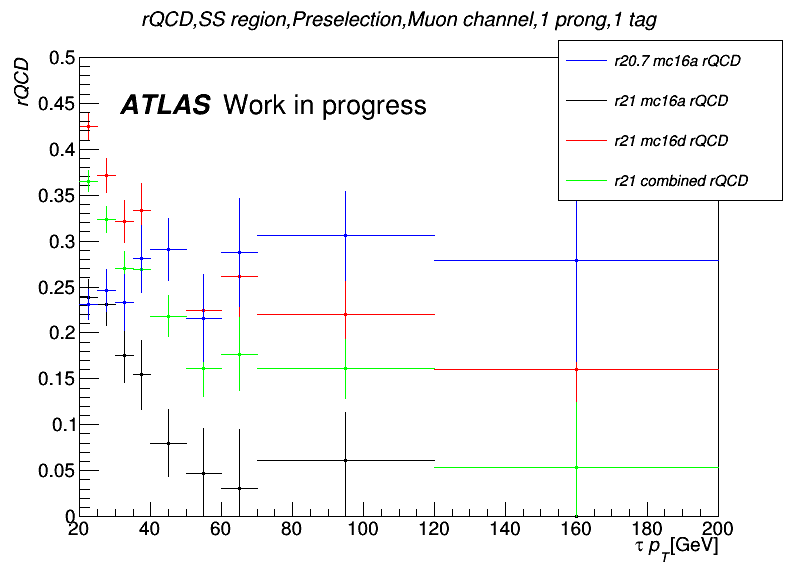 rQCD,SS region,Preselection,Muon channel,1 prong,1 tag
rQCD
0.5
0.45
0.4
0.35
0.3
0.25
0.2
0.15
0.1
0.05
0
ATLAS Work in progress
r20.7 mc16a rQCD
r21 mc16a rQCD
r21 mc16d rQCD
r21 combined rQCD
20 40 60 80 100 120 140 160 180 200
τ p_T[GeV]